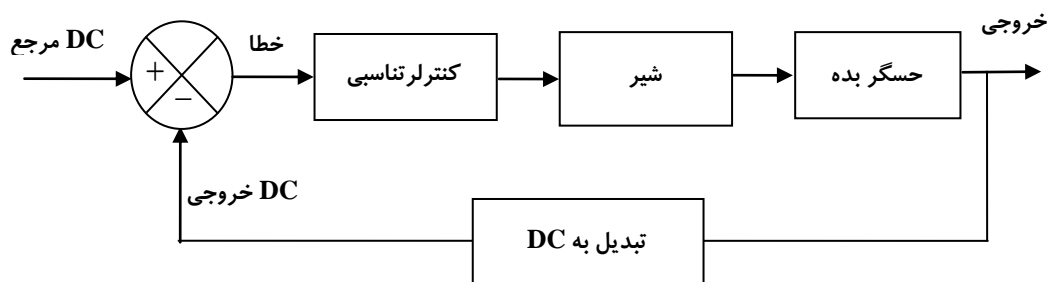 خروجی
DC مرجع
خطا
+
−
کنترلر تناسبی
شیر
حسگر بده
DC خروجی
تبدیل به DC